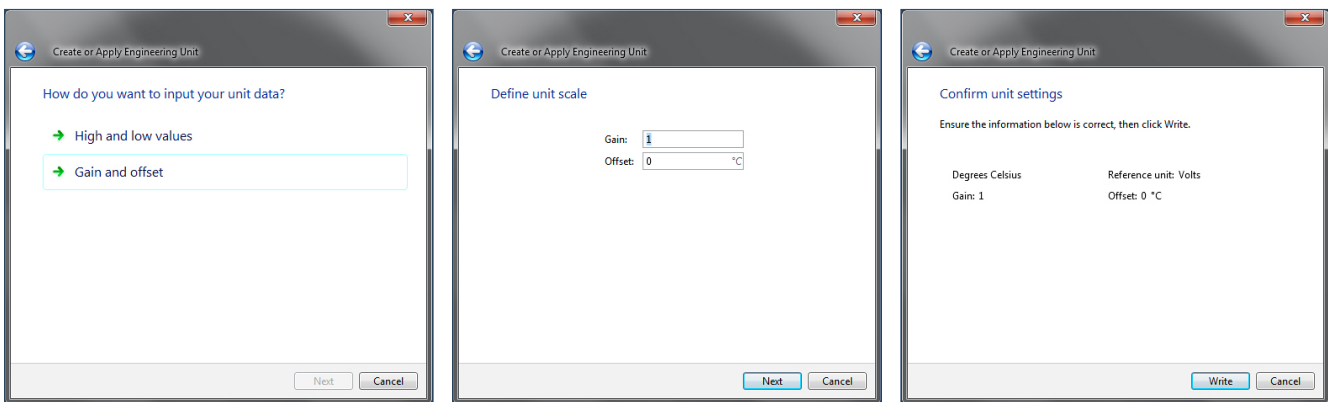 Create or Apply Engineering Unit
How do you want to input your unit data?
High and low values
Gain and offset
Next Cancel
Create or Apply Engineering Unit
Define unit scale
Gain: 1
Offset: 0 °C
Next Cancel
Create or Apply Engineering Unit
Confirm unit settings
Ensure the information below is correct, then click Write.
Degrees Celsius Reference unit: Volts
Gain: 1 Offset: 0 °C
Write Cancel